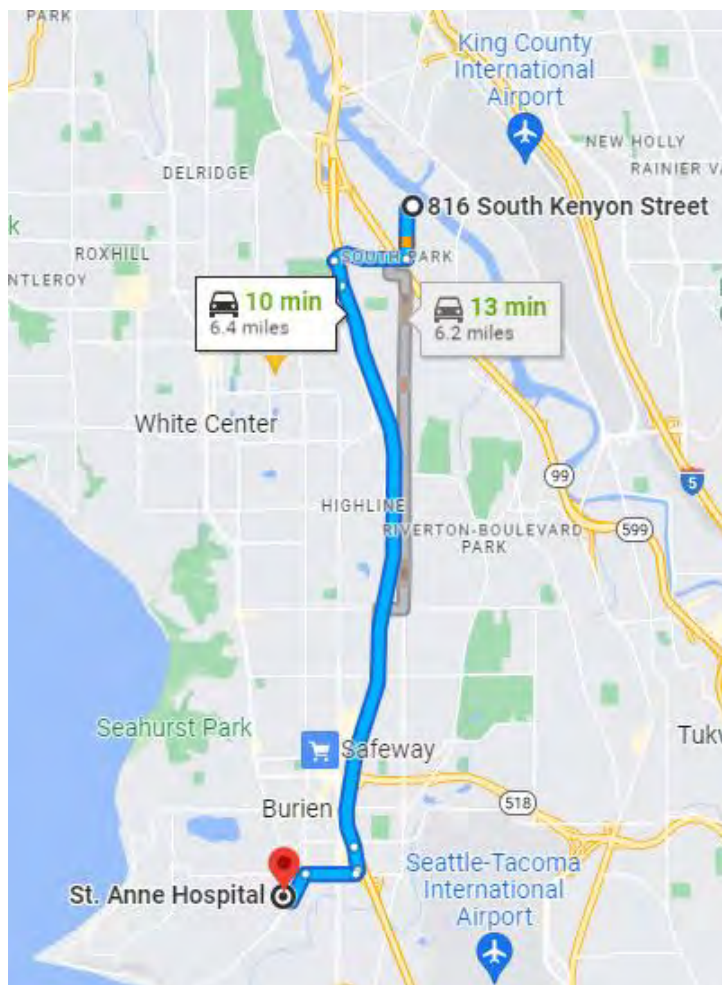 PARK
King County
International
Airport
NEW HOLLY
RAINIER VA
DELRIDGE
816 South Kenyon Street
k
ROXHILL
SOUTH PARK
NTLEROY
10 min
6.4 miles
13 min
6.2 miles
White Center
99
5
HIGHLINE
RIVERTON-BOULEVARD
PARK
599
Seahurst Park
Safeway
Tukw
518
Burien
St. Anne Hospital
Seattle-Tacoma
International
Airport